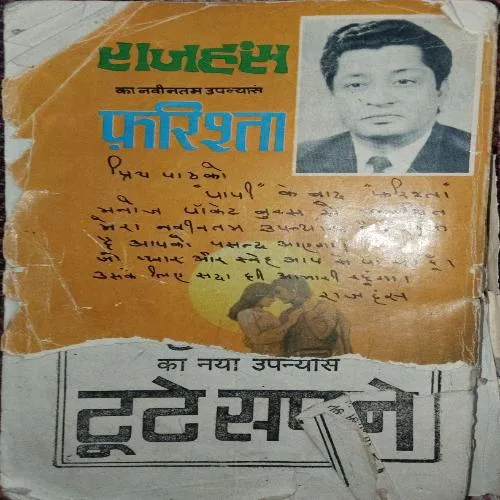 राजहंस
का नवीनतम उपन्यास
फ़रिश्ता
प्रिय पाठको
"पापी" के बाद "फरिश्ता"
मनोज पॉकेट बुक्स
मेरा नवीनतम
आपको पसन्द आएगा।
जो प्यार और स्नेह आप
उसके लिए सदा ही आभारी रहूंगा।
राजहंस
का नया उपन्यास
टूटे सपने